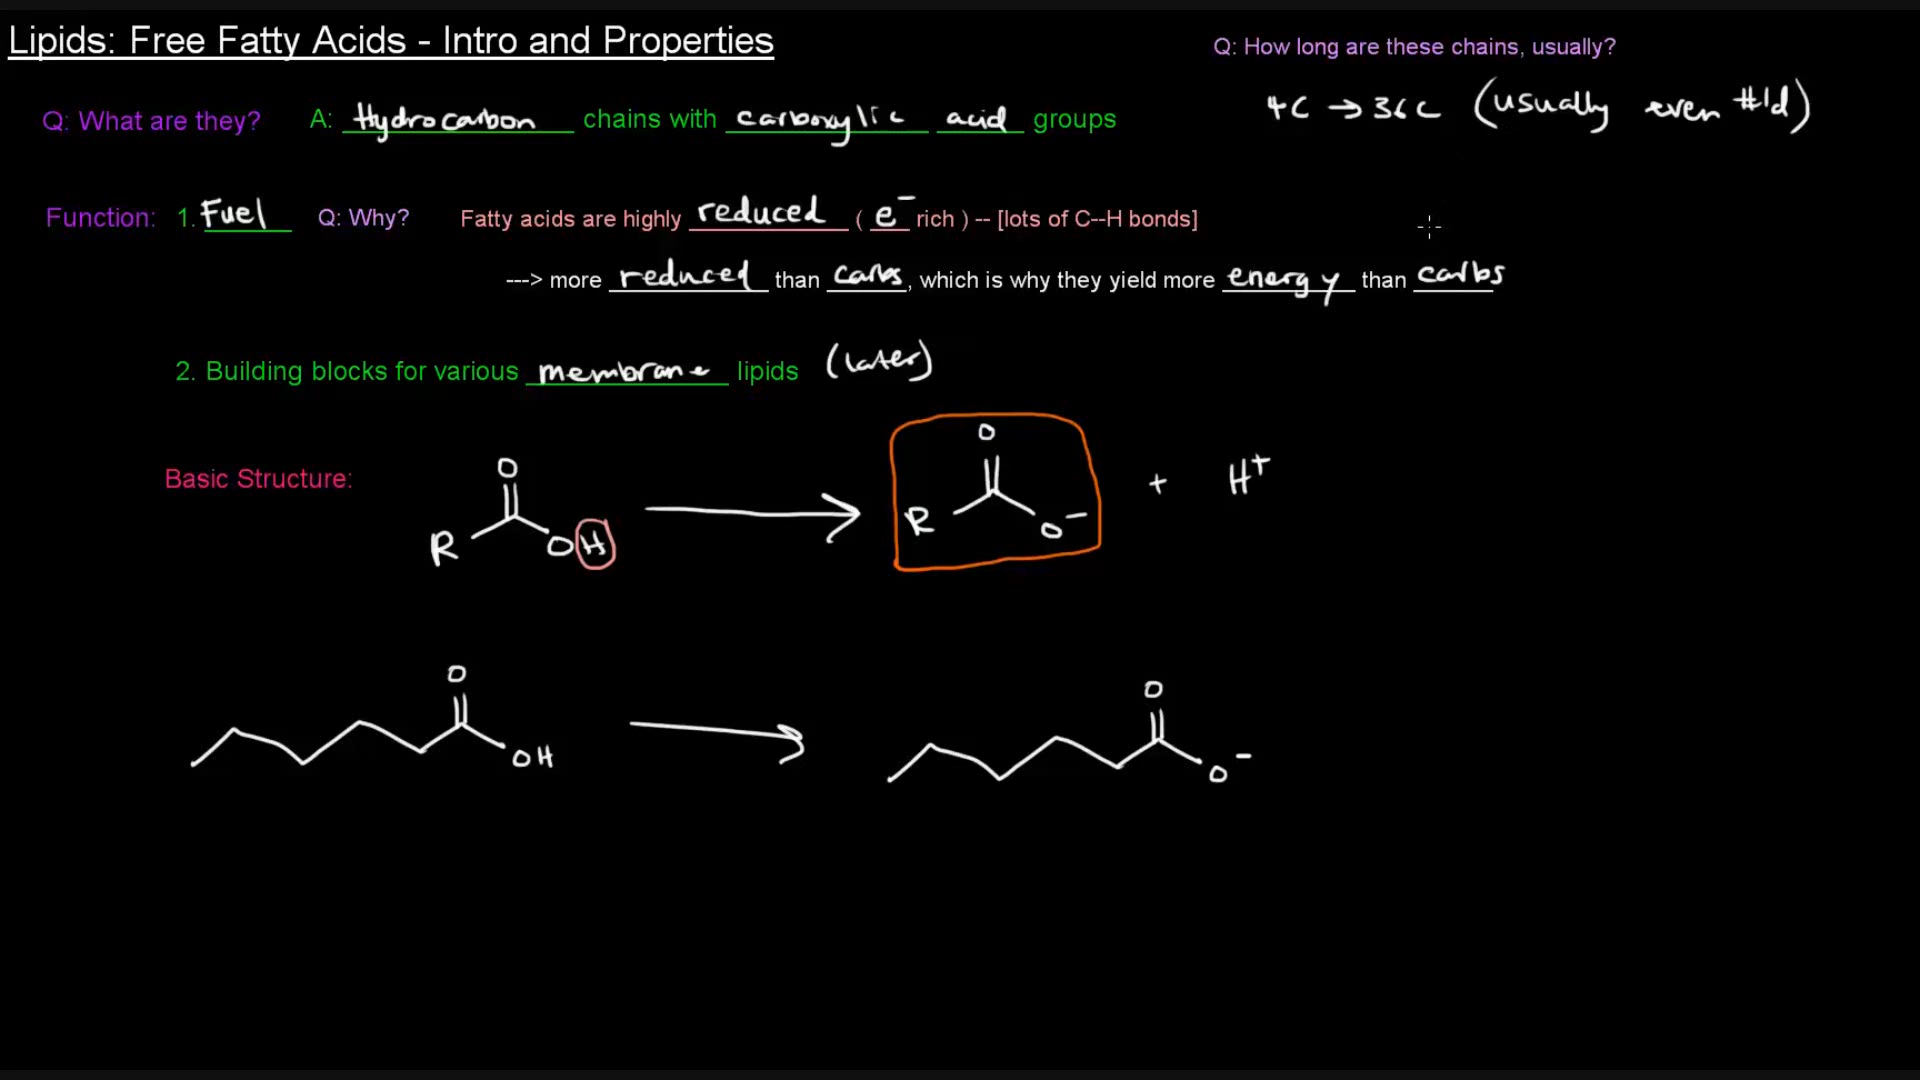 Lipids: Free Fatty Acids - Intro and Properties
Q: How long are these chains, usually?
4C → 36C (usually even #'d)
Q: What are they? A: Hydrocarbon chains with carboxylic acid groups
Function: 1. Fuel Q: Why? Fatty acids are highly reduced ( e⁻ rich ) -- [lots of C--H bonds]
---> more reduced than carbs, which is why they yield more energy than carbs
2. Building blocks for various membrane lipids (later)
Basic Structure:
O
R OH
O
R O⁻
+ H⁺
O
OH
O
O⁻